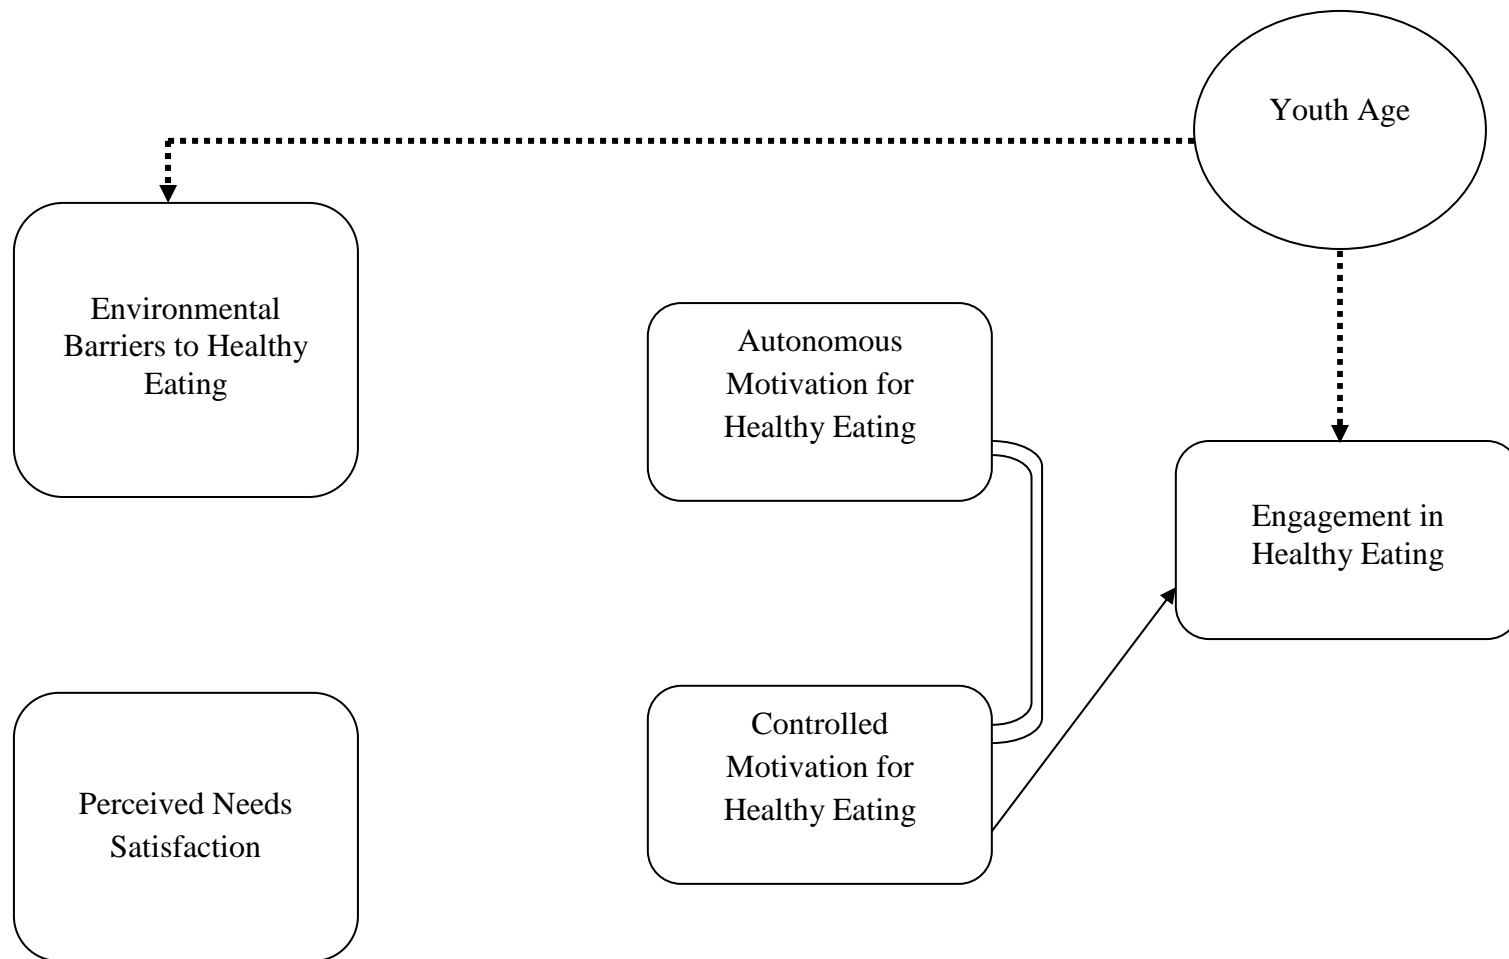 Youth Age
Environmental
Barriers to Healthy
Eating
Autonomous
Motivation for
Healthy Eating
Engagement in
Healthy Eating
Perceived Needs
Satisfaction
Controlled
Motivation for
Healthy Eating